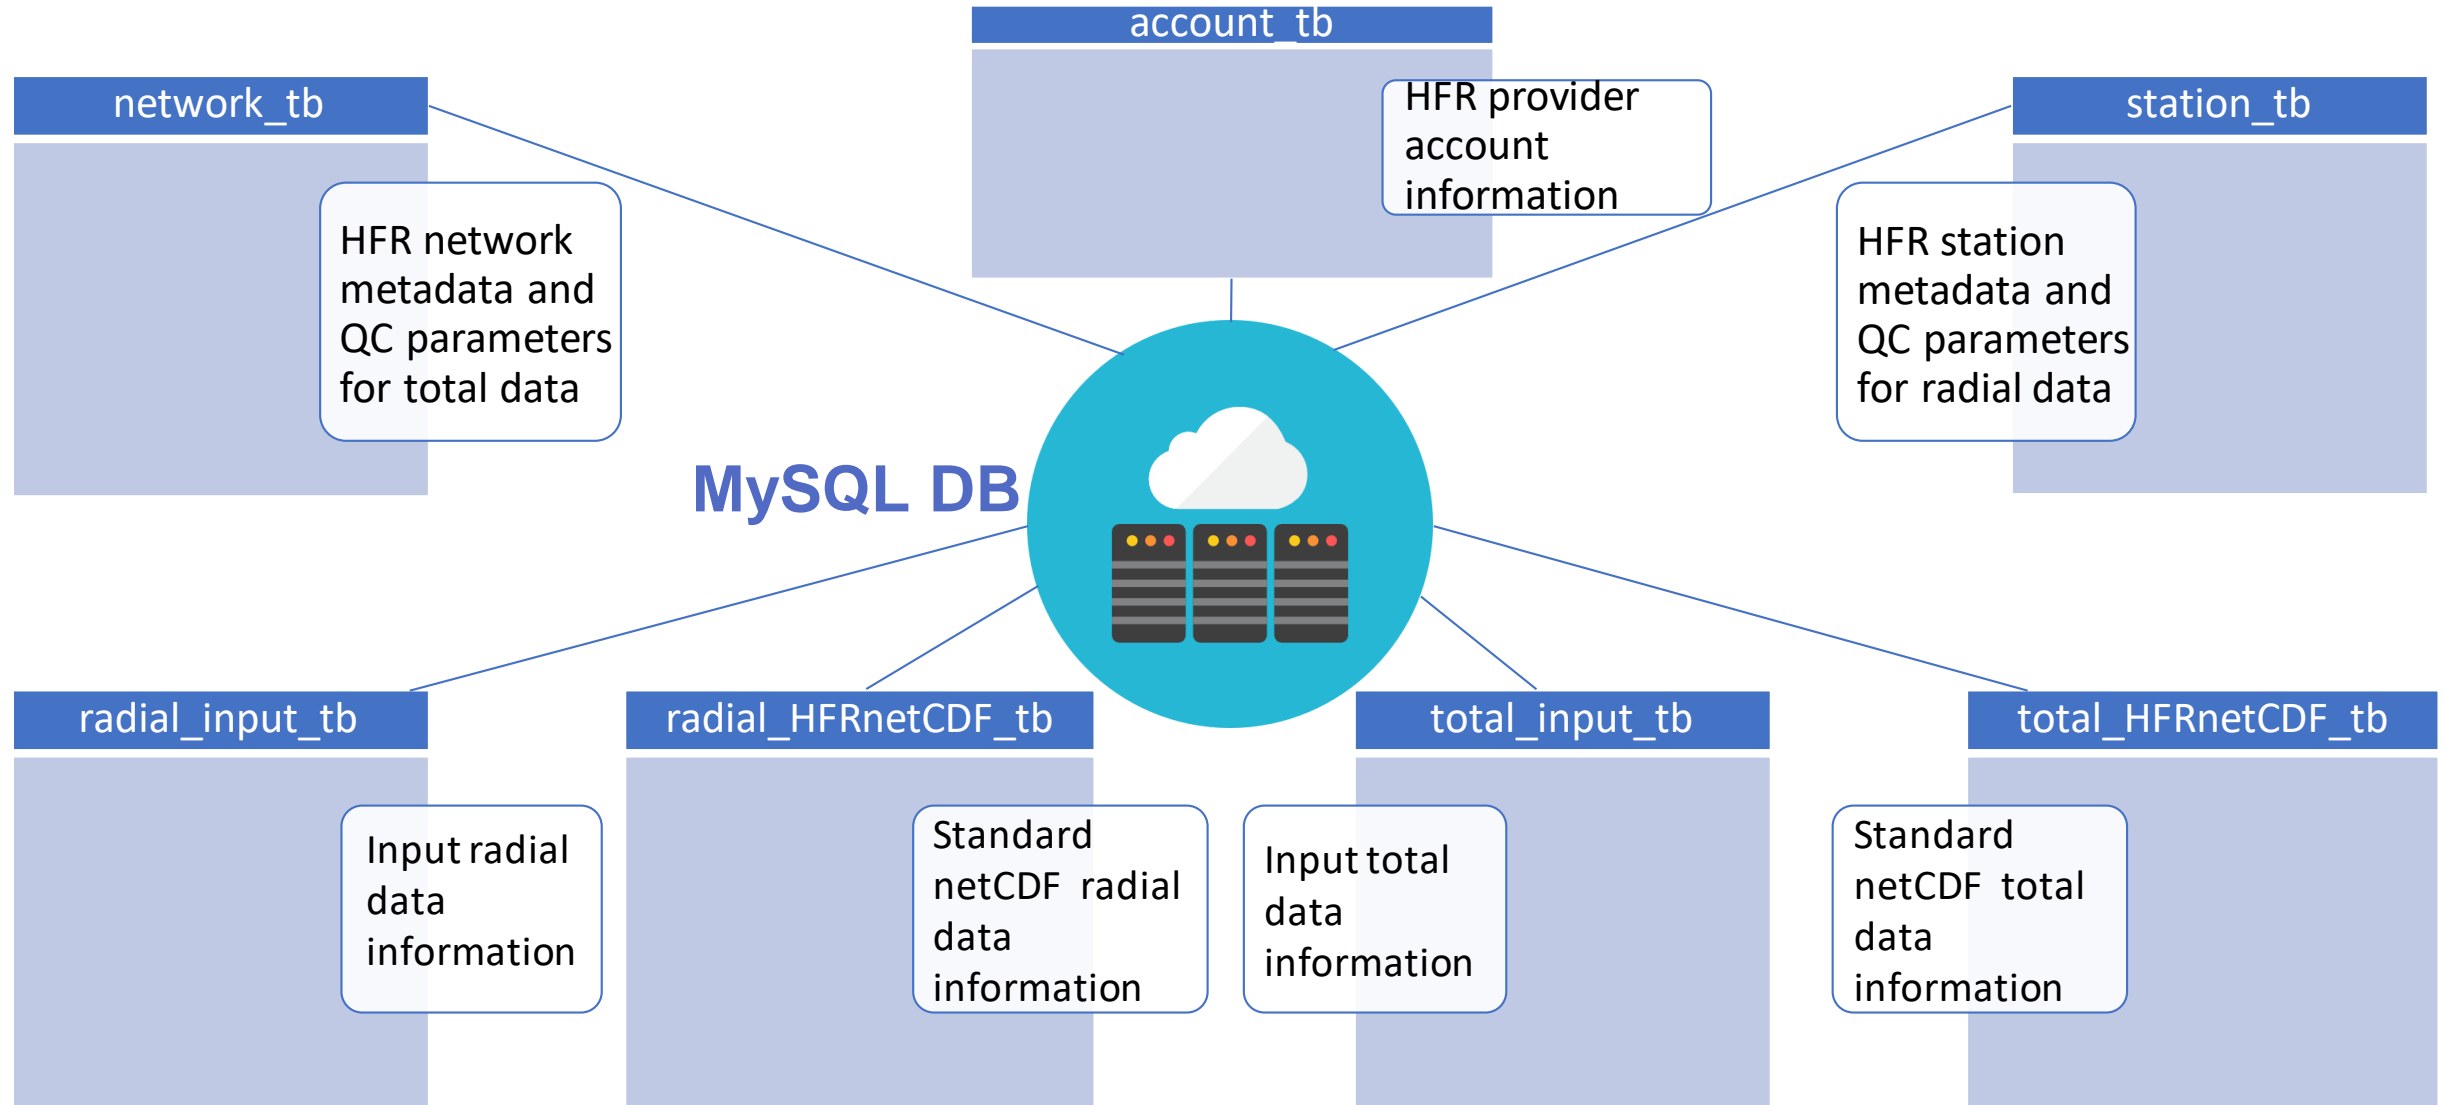 account_tb
network_tb
station_tb
HFR provider
account
information
HFR network
metadata and
QC parameters
for total data
HFR station
metadata and
QC parameters
for radial data
MySQL DB
radial_input_tb
radial_HFRnetCDF_tb
total_input_tb
total_HFRnetCDF_tb
Input radial
data
information
Standard
netCDF radial
data
information
Input total
data
information
Standard
netCDF total
data
information